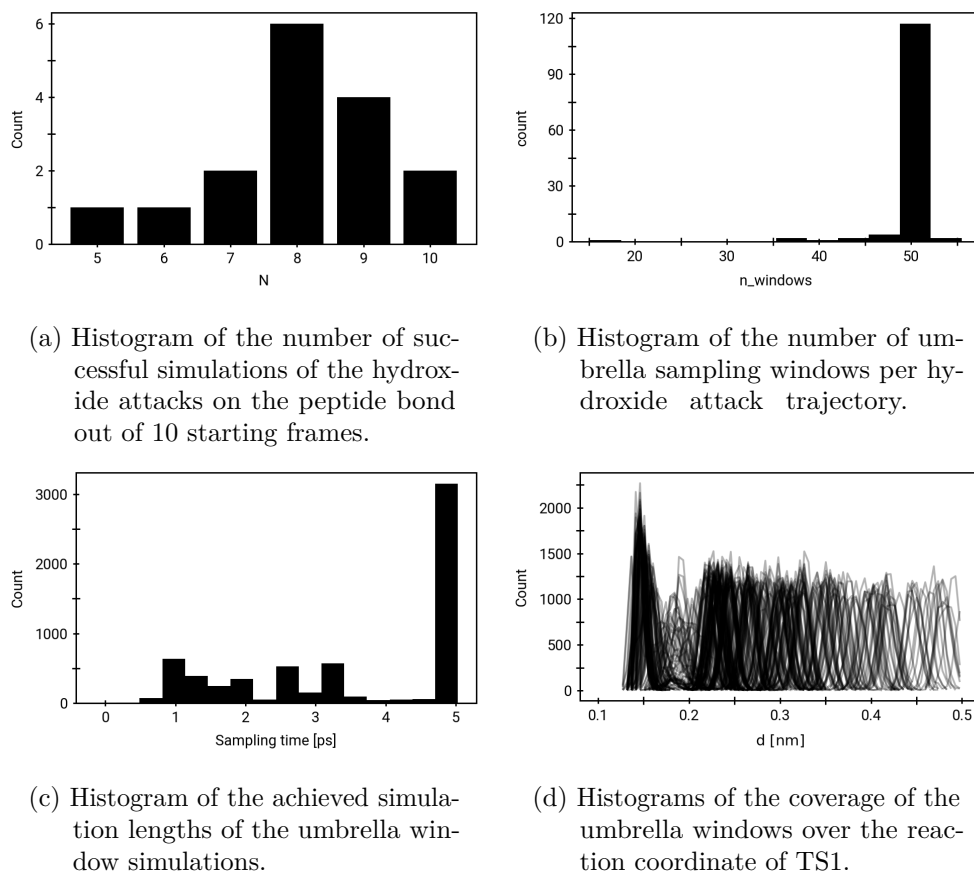 6
4
2
0
Count
5 6 7 8 9 10
N
120
90
60
30
0
count
20 30 40 50
n_windows
(a) Histogram of the number of suc-
cessful simulations of the hydrox-
ide attacks on the peptide bond
out of 10 starting frames.
(b) Histogram of the number of um-
brella sampling windows per hy-
droxide attack trajectory.
3000
2000
1000
0
Count
0 1 2 3 4 5
Sampling time [ps]
2000
1500
1000
500
0
Count
0.1 0.2 0.3 0.4 0.5
d [nm]
(c) Histogram of the achieved simula-
tion lengths of the umbrella win-
dow simulations.
(d) Histograms of the coverage of the
umbrella windows over the reac-
tion coordinate of TS1.